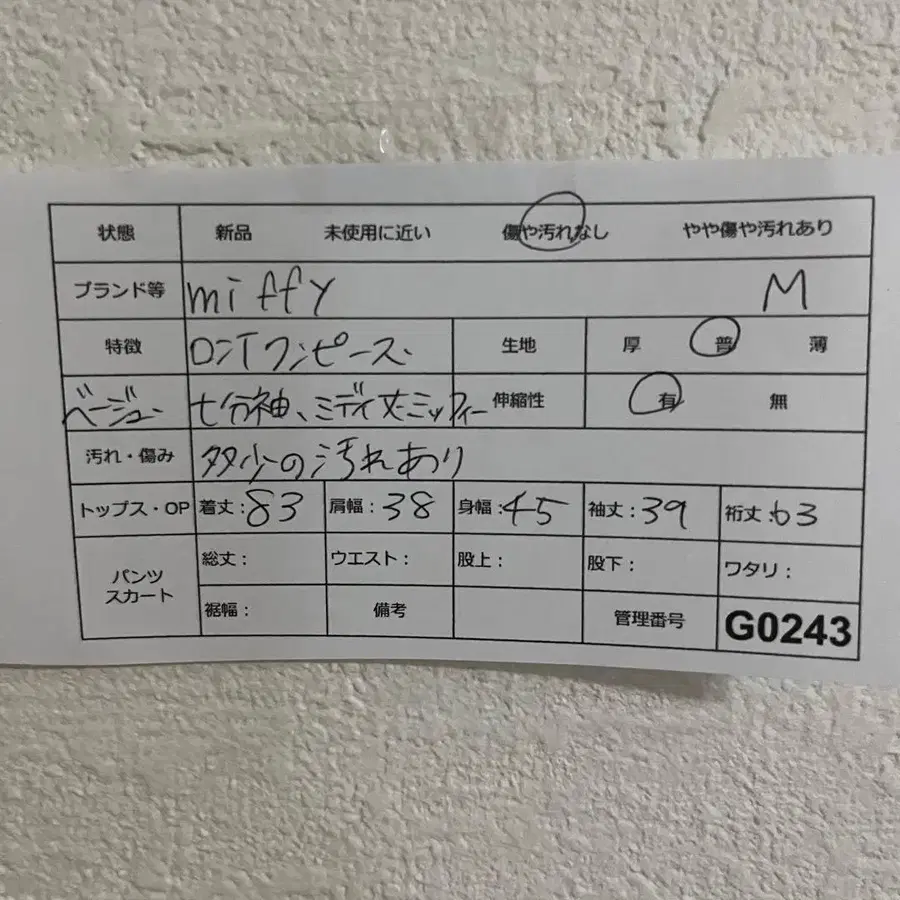 状態 新品 未使用に近い 傷や汚れなし やや傷や汚れあり
ブランド等 miffy M
特徴 ロンTワンピース 生地 厚 普 薄
ベージュ 七分袖、ミディ丈、ミッフィー 伸縮性 有 無
汚れ・傷み 多少の汚れあり
トップス・OP 着丈:83 肩幅:38 身幅:45 袖丈:39 裄丈:63
パンツ スカート 総丈: ウエスト: 股上: 股下: ワタリ:
裾幅: 備考 管理番号 G0243